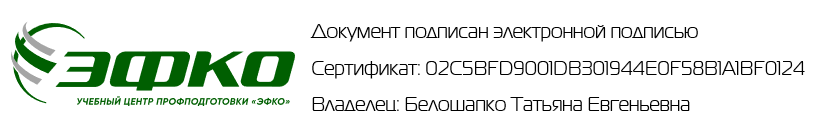 ЭФКО
УЧЕБНЫЙ ЦЕНТР ПРОФПОДГОТОВКИ «ЭФКО»
Документ подписан электронной подписью
Сертификат: 02C5BFD9001DB301944E0F58B1A1BF0124
Владелец: Белошапко Татьяна Евгеньевна